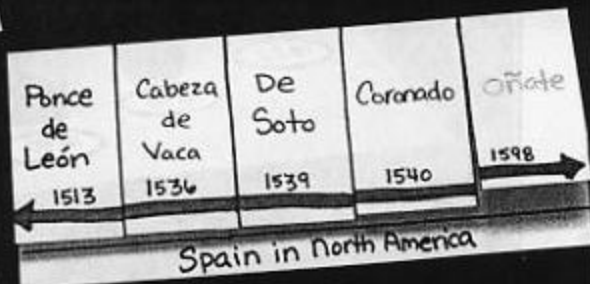 Ponce
de
León
1513
Cabeza
de
Vaca
1536
De
Soto
1539
Coronado
1540
oñate
1598
Spain in North America